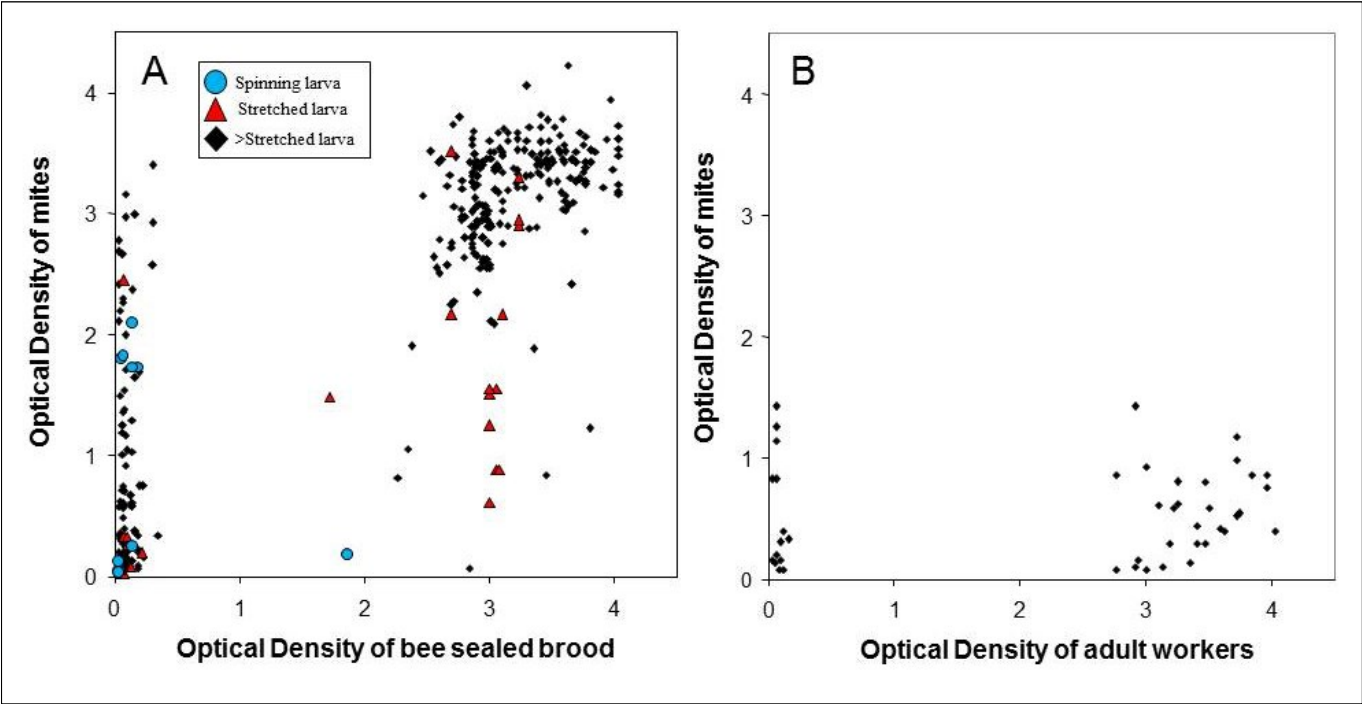 A
Spinning larva
Stretched larva
>Stretched larva
Optical Density of mites
4
3
2
1
0
0 1 2 3 4
Optical Density of bee sealed brood
B
Optical Density of mites
4
3
2
1
0
0 1 2 3 4
Optical Density of adult workers